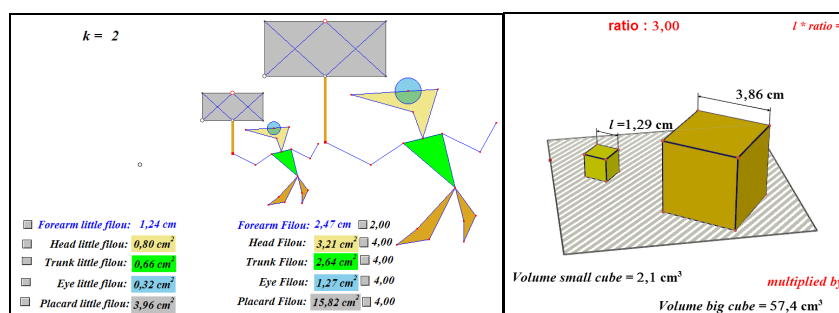 k = 2
Forearm little filou: 1,24 cm
Head little filou: 0,80 cm²
Trunk little filou: 0,66 cm²
Eye little filou: 0,32 cm²
Placard little filou: 3,96 cm²
Forearm Filou: 2,47 cm 2,00
Head Filou: 3,21 cm² 4,00
Trunk Filou: 2,64 cm² 4,00
Eye Filou: 1,27 cm² 4,00
Placard Filou: 15,82 cm² 4,00
ratio : 3,00
l * ratio =
3,86 cm
l =1,29 cm
Volume small cube = 2,1 cm³
multiplied by
Volume big cube = 57,4 cm³